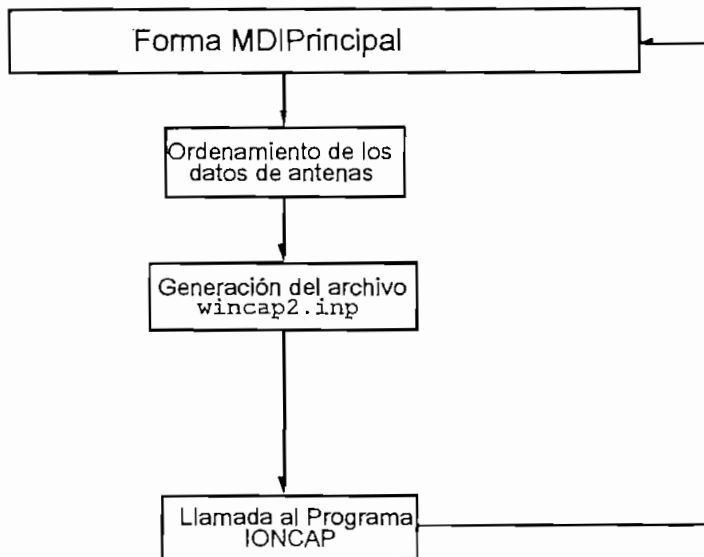 Forma MDIPrincipal
Ordenamiento de los
datos de antenas
Generación del archivo
wincap2.inp
Llamada al Programa
IONCAP